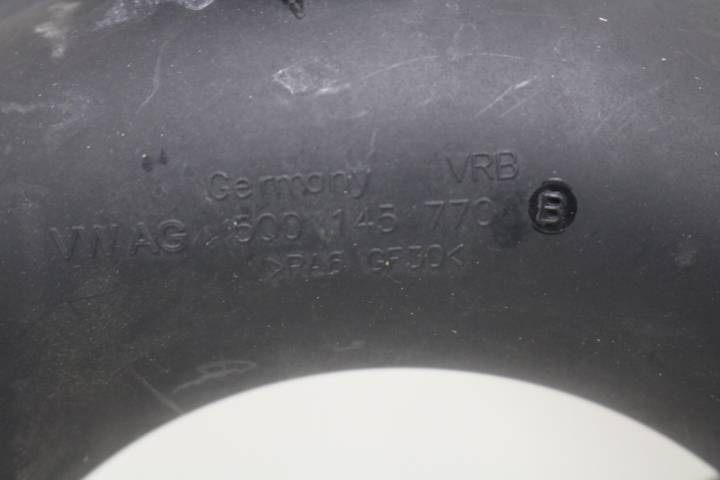 Germany VRB
VW AG 5Q0 145 770 B
>PA6 GF30<